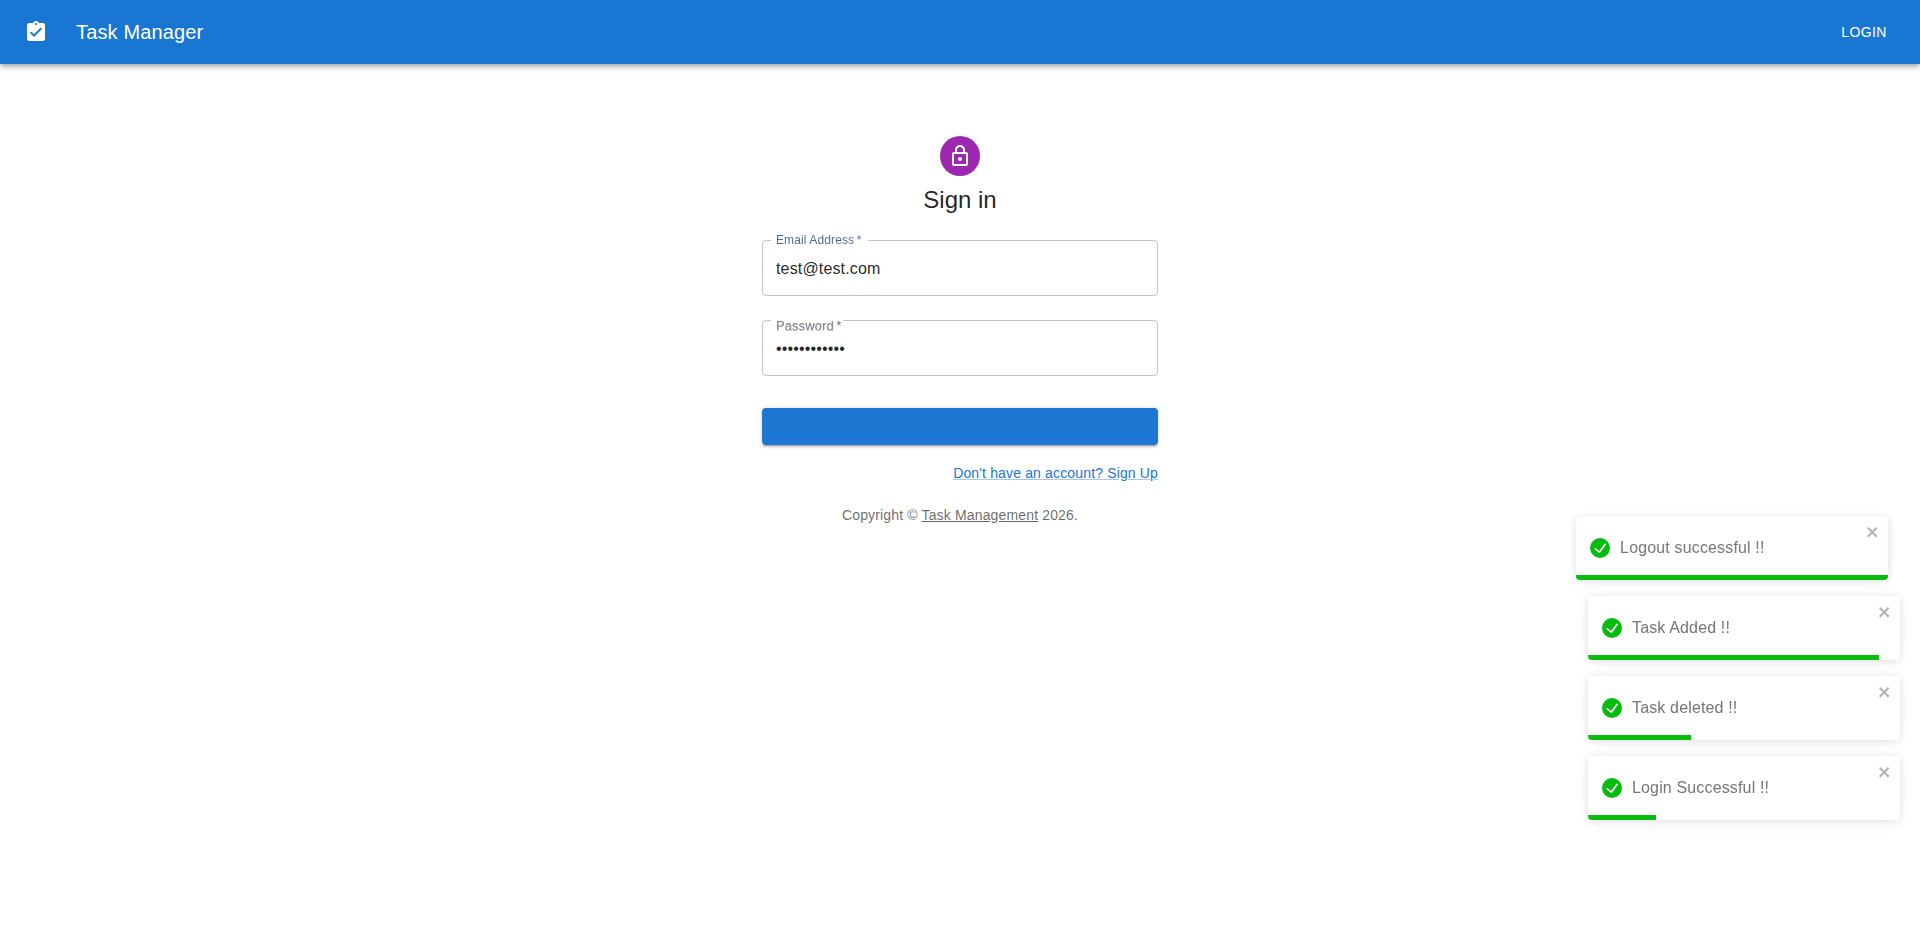 Task Manager
LOGIN
Sign in
Email Address *
test@test.com
Password *
••••••••••••
Don't have an account? Sign Up
Copyright © Task Management 2026.
Logout successful !!
Task Added !!
Task deleted !!
Login Successful !!